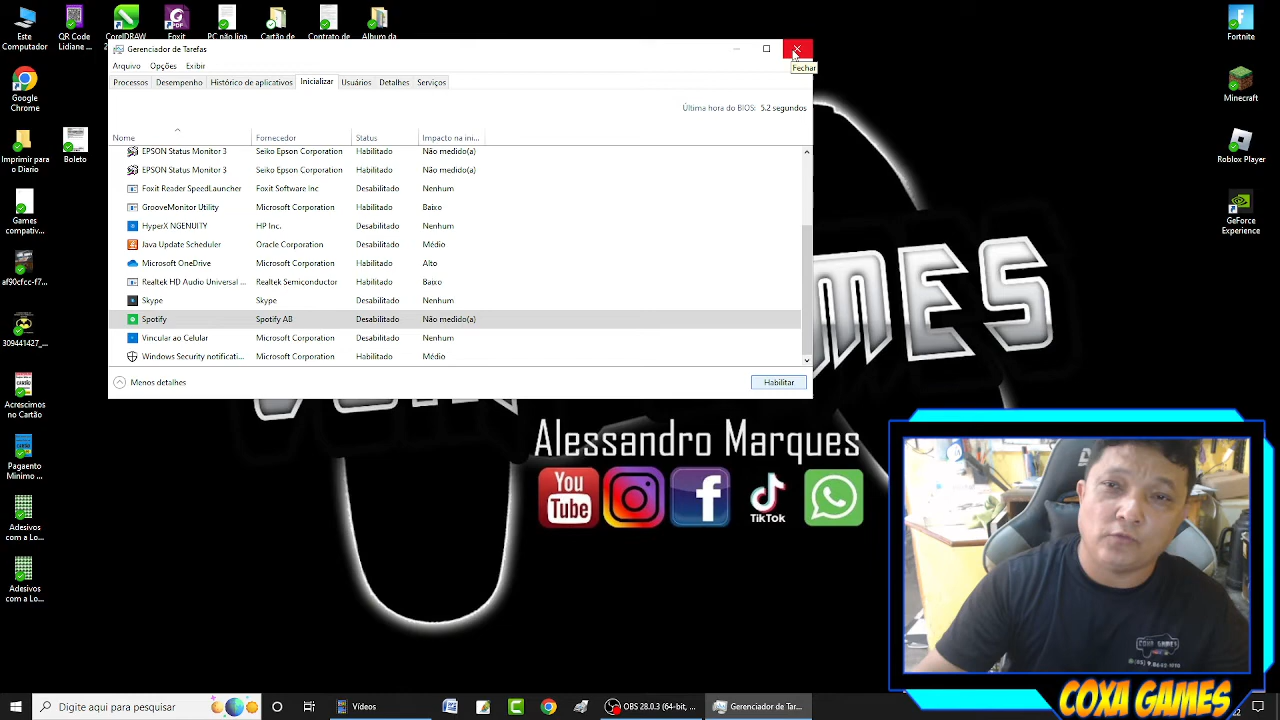 Este
Computador
QR Code
Lidiane ...
CorelDRAW
PC não liga
Cartão de
Contrato de
Álbum da
Fortnite
Google
Chrome
Minecraft
Imprimir para
o Diario
Boleto
Roblox Player
Games
compativ...
GeForce
Experience
af90cfcc-f7...
30941427_...
Acrescimos
no Cartão
Pagaento
Minimo ...
Adesivos
com a Lo...
Adesivos
com a Lo...
Gerenciador de Tarefas
Fechar
Arquivo Opções Exibir
Processos Desempenho Histórico de aplicativos Inicializar Usuários Detalhes Serviços
Última hora do BIOS: 5.2 segundos
Nome Fornecedor Status Impacto na ini...
EPSON Status Monitor 3 Seiko Epson Corporation Habilitado Não medido(a)
EPSON Status Monitor 3 Seiko Epson Corporation Habilitado Não medido(a)
Foxit Reader SpeedLauncher Foxit Software Inc. Desabilitado Nenhum
GrooveMonitor Utility Microsoft Corporation Habilitado Baixo
HyperX NGENUITY HP Inc. Desabilitado Nenhum
Java Update Scheduler Oracle Corporation Desabilitado Médio
Microsoft OneDrive Microsoft Corporation Habilitado Alto
Realtek HD Audio Universal ... Realtek Semiconductor Habilitado Baixo
Skype Skype Desabilitado Nenhum
Spotify Spotify AB Desabilitado Não medido(a)
Vincular ao Celular Microsoft Corporation Desabilitado Nenhum
Windows Security notificati... Microsoft Corporation Habilitado Médio
Menos detalhes Habilitar
Alessandro Marques
You
Tube
TikTok
COXA GAMES
COXA GAMES
Digite aqui para pesquisar
Vídeos
OBS 28.0.3 (64-bit, ...
Gerenciador de Tar...